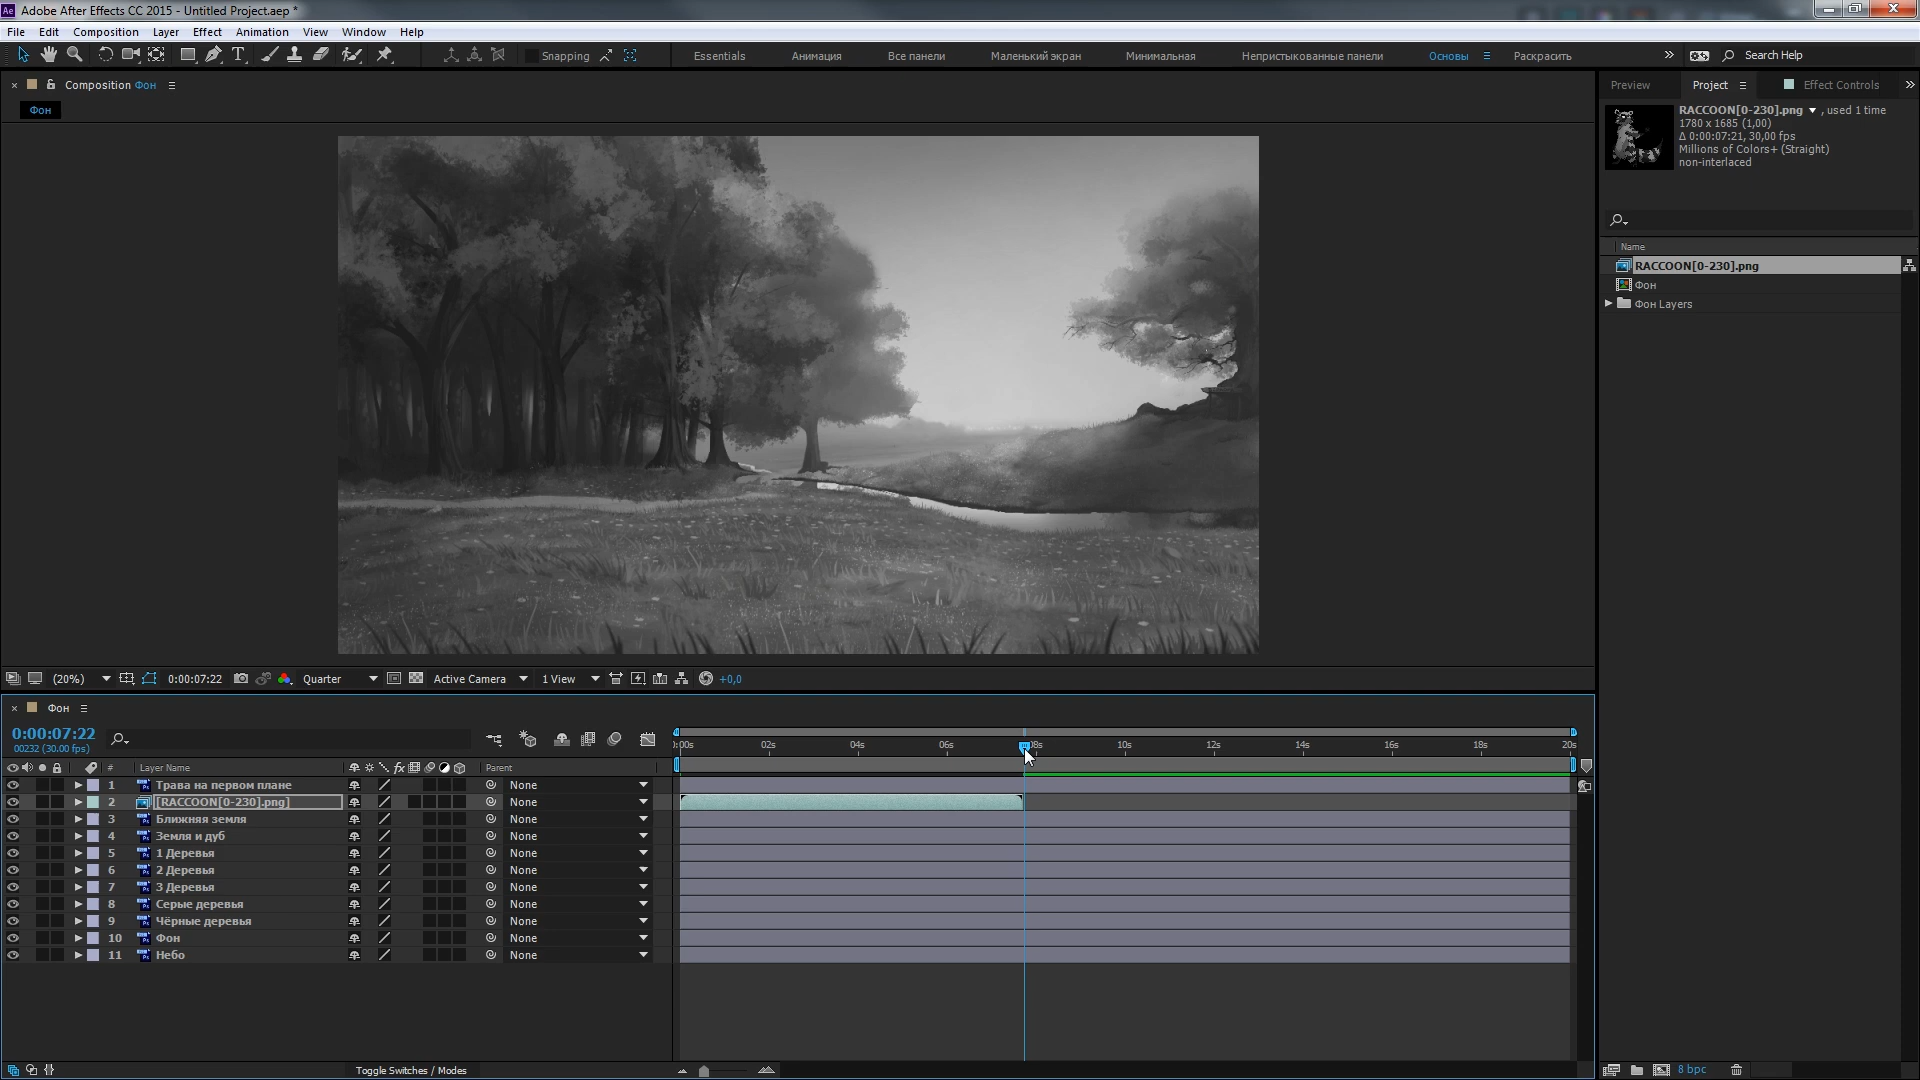 Adobe After Effects CC 2015 - Untitled Project.aep *
File Edit Composition Layer Effect Animation View Window Help
Snapping Essentials Анимация Все панели Маленький экран Минимальная Непристыкованные панели Основы Раскрасить Search Help
Composition Фон
Фон
Preview Project Effect Controls
RACCOON[0-230].png , used 1 time
1780 x 1685 (1,00)
Δ 0:00:07:21, 30,00 fps
Millions of Colors+ (Straight)
non-interlaced
Name
RACCOON[0-230].png
Фон
Фон Layers
(20%) 0:00:07:22 Quarter Active Camera 1 View +0,0
Фон
0:00:07:22
00232 (30.00 fps)
:00s 02s 04s 06s 08s 10s 12s 14s 16s 18s 20s
# Layer Name Parent
1 Трава на первом плане None
2 [RACCOON[0-230].png] None
3 Ближняя земля None
4 Земля и дуб None
5 1 Деревья None
6 2 Деревья None
7 3 Деревья None
8 Серые деревья None
9 Чёрные деревья None
10 Фон None
11 Небо None
Toggle Switches / Modes
8 bpc